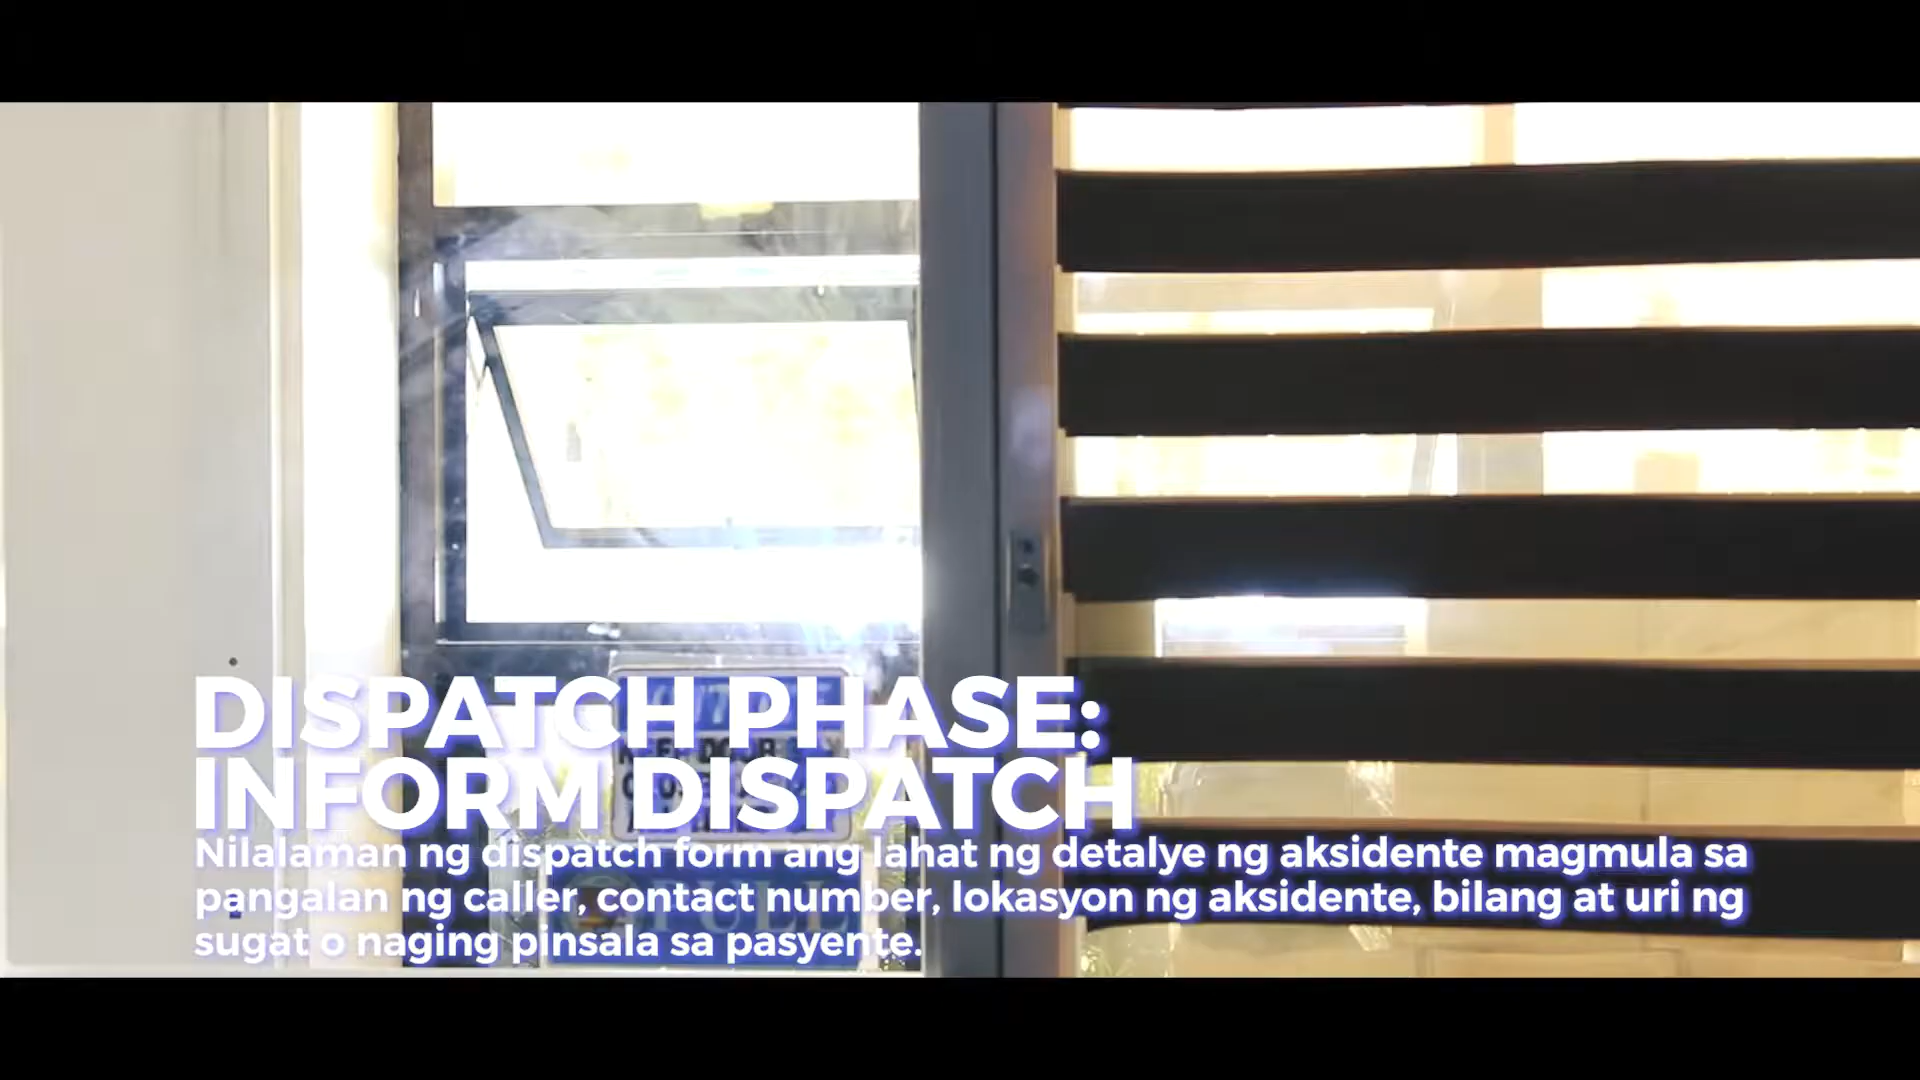 DISPATCH PHASE:
INFORM DISPATCH
Nilalaman ng dispatch form ang lahat ng detalye ng aksidente magmula sa
pangalan ng caller, contact number, lokasyon ng aksidente, bilang at uri ng
sugat o naging pinsala sa pasyente.
PULL